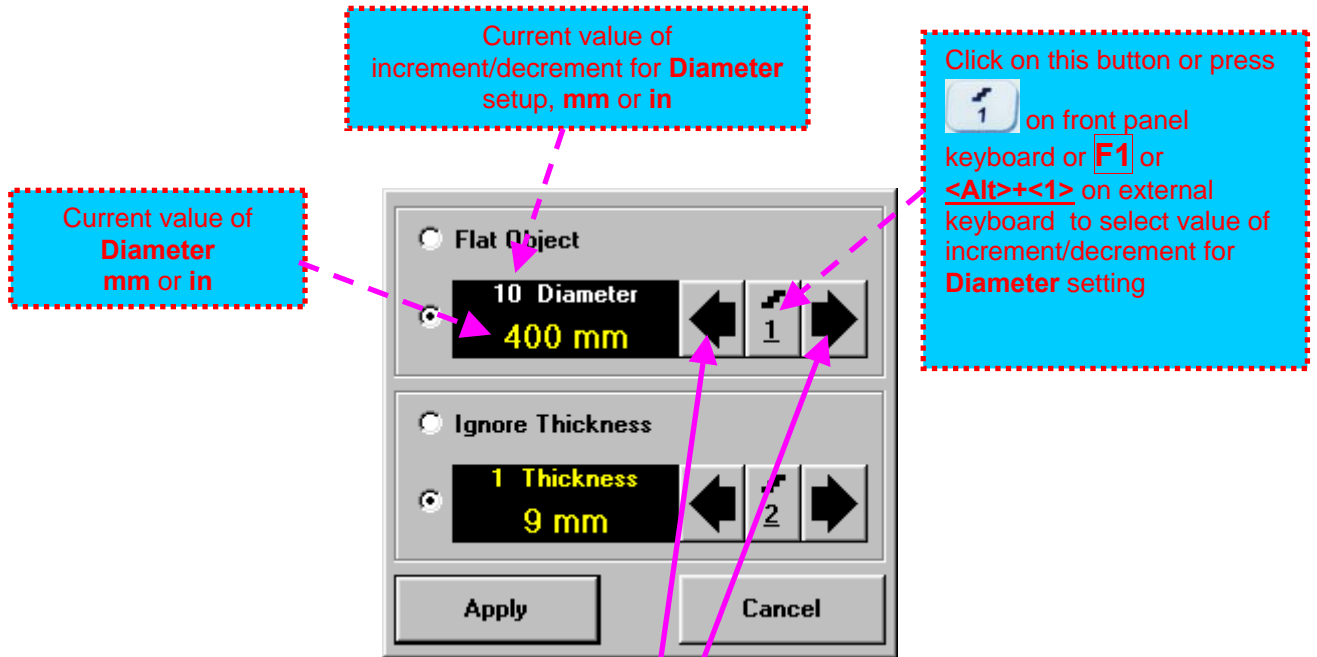 Current value of
increment/decrement for Diameter
setup, mm or in
Click on this button or press
1 on front panel
keyboard or F1 or
<Alt>+<1> on external
keyboard to select value of
increment/decrement for
Diameter setting
Current value of
Diameter
mm or in
Flat Object
10 Diameter
400 mm
1
Ignore Thickness
1 Thickness
9 mm
2
Apply
Cancel